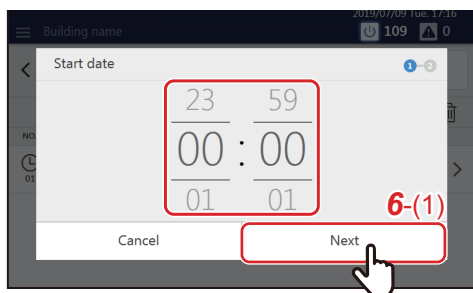 2019/07/09 Tue. 17:16
Building name
109
0
Start date
1-2
23 59
00 : 00
01 01
NO.
01
6-(1)
Cancel
Next